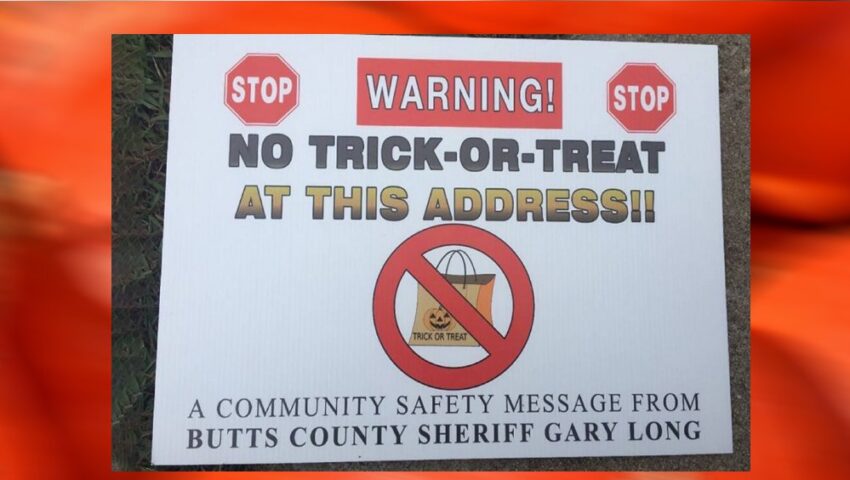 STOP
WARNING!
STOP
NO TRICK-OR-TREAT
AT THIS ADDRESS!!
TRICK OR TREAT
A COMMUNITY SAFETY MESSAGE FROM
BUTTS COUNTY SHERIFF GARY LONG